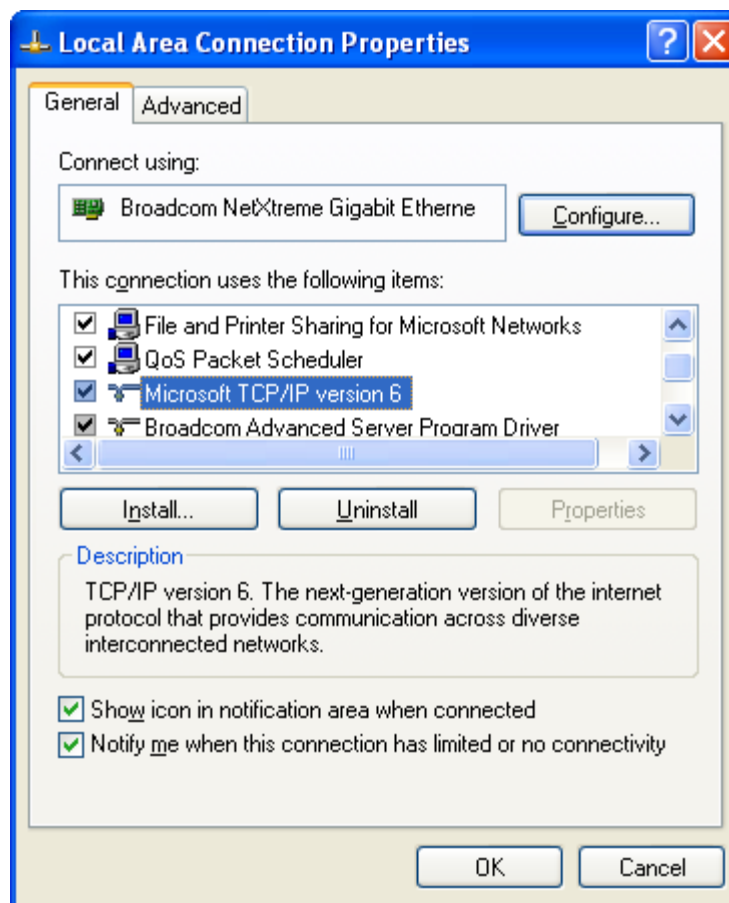 Local Area Connection Properties
General
Advanced
Connect using:
Broadcom NetXtreme Gigabit Etherne
Configure...
This connection uses the following items:
File and Printer Sharing for Microsoft Networks
QoS Packet Scheduler
Microsoft TCP/IP version 6
Broadcom Advanced Server Program Driver
Install...
Uninstall
Properties
Description
TCP/IP version 6. The next-generation version of the internet
protocol that provides communication across diverse
interconnected networks.
Show icon in notification area when connected
Notify me when this connection has limited or no connectivity
OK
Cancel